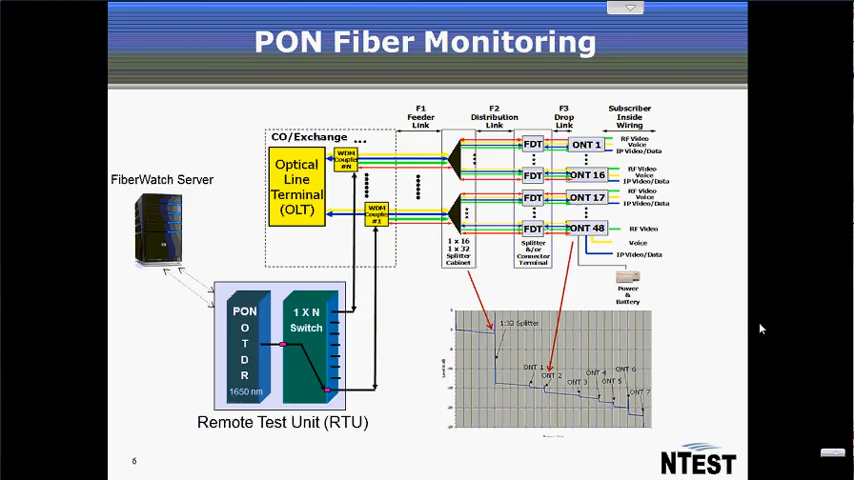 PON Fiber Monitoring
F1
Feeder
Link
F2
Distribution
Link
F3
Drop
Link
Subscriber
Inside
Wiring
CO/Exchange ...
Optical
Line
Terminal
(OLT)
WDM
Coupler
#N
WDM
Coupler
#1
FDT
FDT
FDT
FDT
ONT 1
ONT 16
ONT 17
ONT 48
RF Video
Voice
IP Video/Data
RF Video
Voice
IP Video/Data
RF Video
Voice
IP Video/Data
RF Video
Voice
IP Video/Data
1 x 16
1 x 32
Splitter
Cabinet
Splitter
&/or
Connector
Terminal
Power
&
Battery
FiberWatch Server
PON
O
T
D
R
1650 nm
1 X N
Switch
Remote Test Unit (RTU)
1:32 Splitter
ONT 1
ONT 2
ONT 3
ONT 4
ONT 5
ONT 6
ONT 7
6
NTEST